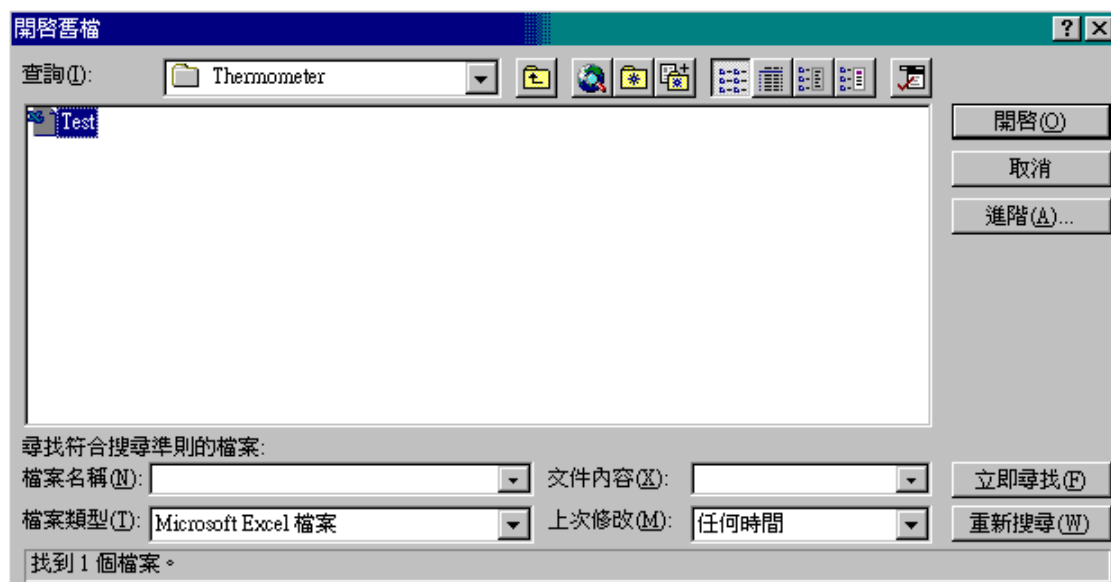 開啓舊檔
查詢(I):
Thermometer
Test
開啓(O)
取消
進階(A)...
尋找符合搜尋準則的檔案:
檔案名稱(N):
文件內容(X):
立即尋找(F)
檔案類型(T):
Microsoft Excel 檔案
上次修改(M):
任何時間
重新搜尋(W)
找到 1 個檔案。